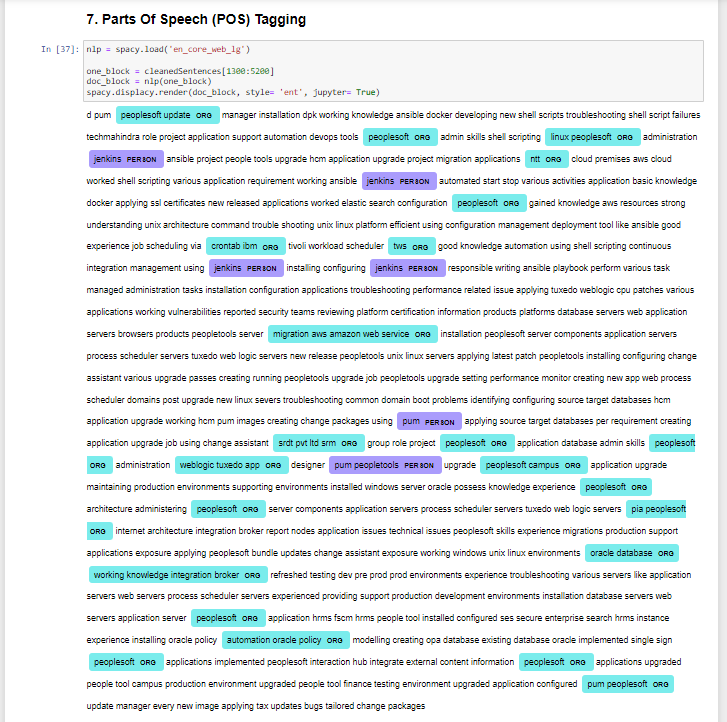 7. Parts Of Speech (POS) Tagging
In [37]: nlp = spacy.load('en_core_web_lg')
one_block = cleanedSentences[1300:5200]
doc_block = nlp(one_block)
spacy.displacy.render(doc_block, style= 'ent', jupyter= True)
d pum peoplesoft update ORG manager installation dpk working knowledge ansible docker developing new shell scripts troubleshooting shell script failures
techmahindra role project application support automation devops tools peoplesoft ORG admin skills shell scripting linux peoplesoft ORG administration
jenkins PERSON ansible project people tools upgrade hcm application upgrade project migration applications ntt ORG cloud premises aws cloud
worked shell scripting various application requirement working ansible jenkins PERSON automated start stop various activities application basic knowledge
docker applying ssl certificates new released applications worked elastic search configuration peoplesoft ORG gained knowledge aws resources strong
understanding unix architecture command trouble shooting unix linux platform efficient using configuration management deployment tool like ansible good
experience job scheduling via crontab ibm ORG tivoli workload scheduler tws ORG good knowledge automation using shell scripting continuous
integration management using jenkins PERSON installing configuring jenkins PERSON responsible writing ansible playbook perform various task
managed administration tasks installation configuration applications troubleshooting performance related issue applying tuxedo weblogic cpu patches various
applications working vulnerabilities reported security teams reviewing platform certification information products platforms database servers web application
servers browsers products peopletools server migration aws amazon web service ORG installation peoplesoft server components application servers
process scheduler servers tuxedo web logic servers new release peopletools unix linux servers applying latest patch peopletools installing configuring change
assistant various upgrade passes creating running peopletools upgrade job peopletools upgrade setting performance monitor creating new app web process
scheduler domains post upgrade new linux severs troubleshooting common domain boot problems identifying configuring source target databases hcm
application upgrade working hcm pum images creating change packages using pum PERSON applying source target databases per requirement creating
application upgrade job using change assistant srdt pvt ltd srm ORG group role project peoplesoft ORG application database admin skills peoplesoft
ORG administration weblogic tuxedo app ORG designer pum peopletools PERSON upgrade peoplesoft campus ORG application upgrade
maintaining production environments supporting environments installed windows server oracle possess knowledge experience peoplesoft ORG
architecture administering peoplesoft ORG server components application servers process scheduler servers tuxedo web logic servers pia peoplesoft
ORG internet architecture integration broker report nodes application issues technical issues peoplesoft skills experience migrations production support
applications exposure applying peoplesoft bundle updates change assistant exposure working windows unix linux environments oracle database ORG
working knowledge integration broker ORG refreshed testing dev pre prod prod environments experience troubleshooting various servers like application
servers web servers process scheduler servers experienced providing support production development environments installation database servers web
servers application server peoplesoft ORG application hrms fscm hrms people tool installed configured ses secure enterprise search hrms instance
experience installing oracle policy automation oracle policy ORG modelling creating opa database existing database oracle implemented single sign
peoplesoft ORG applications implemented peoplesoft interaction hub integrate external content information peoplesoft ORG applications upgraded
people tool campus production environment upgraded people tool finance testing environment upgraded application configured pum peoplesoft ORG
update manager every new image applying tax updates bugs tailored change packages